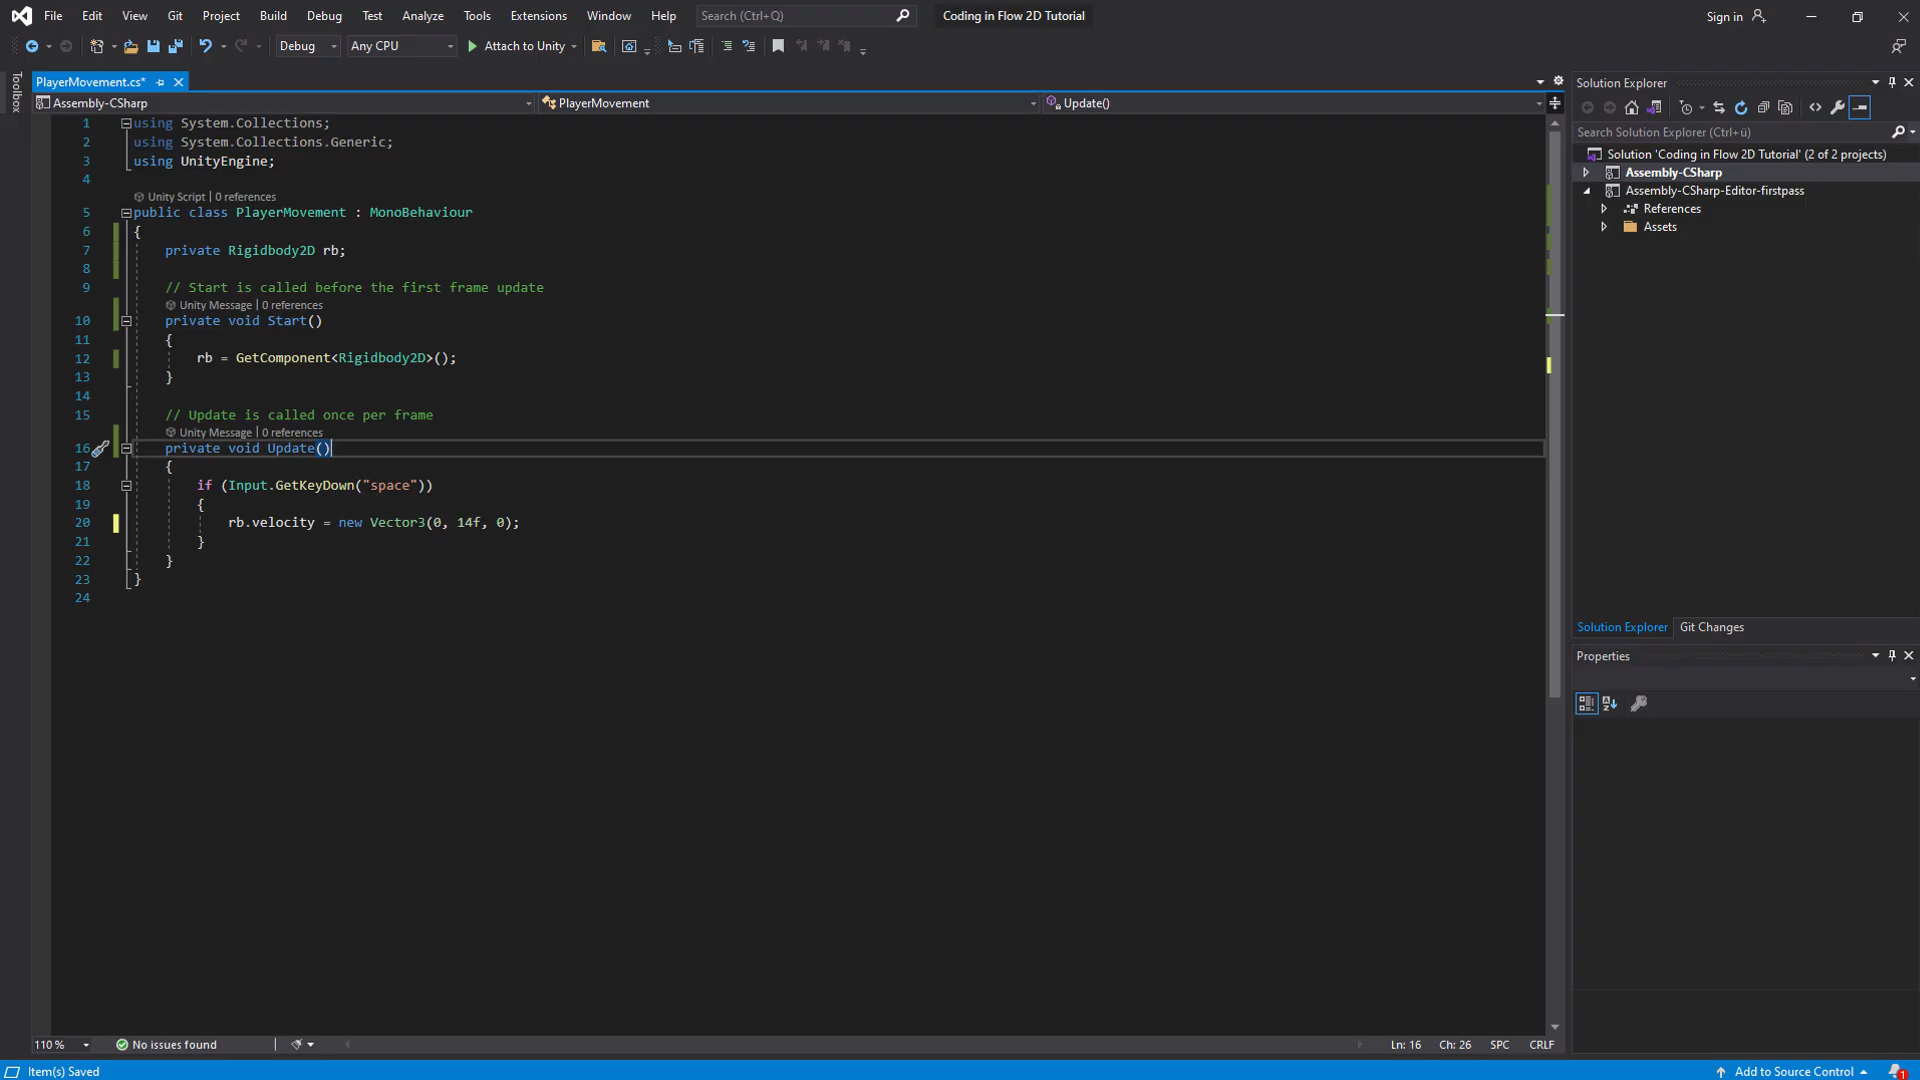 File Edit View Git Project Build Debug Test Analyze Tools Extensions Window Help Search (Ctrl+Q) Coding in Flow 2D Tutorial Sign in
Debug Any CPU Attach to Unity
Toolbox
PlayerMovement.cs*
Assembly-CSharp PlayerMovement Update()
1 using System.Collections;
2 using System.Collections.Generic;
3 using UnityEngine;
4
Unity Script | 0 references
5 public class PlayerMovement : MonoBehaviour
6 {
7 private Rigidbody2D rb;
8
9 // Start is called before the first frame update
Unity Message | 0 references
10 private void Start()
11 {
12 rb = GetComponent<Rigidbody2D>();
13 }
14
15 // Update is called once per frame
Unity Message | 0 references
16 private void Update()
17 {
18 if (Input.GetKeyDown("space"))
19 {
20 rb.velocity = new Vector3(0, 14f, 0);
21 }
22 }
23 }
24
Solution Explorer
Search Solution Explorer (Ctrl+ü)
Solution 'Coding in Flow 2D Tutorial' (2 of 2 projects)
Assembly-CSharp
Assembly-CSharp-Editor-firstpass
References
Assets
Solution Explorer Git Changes
Properties
110 % No issues found Ln: 16 Ch: 26 SPC CRLF
Item(s) Saved Add to Source Control 1